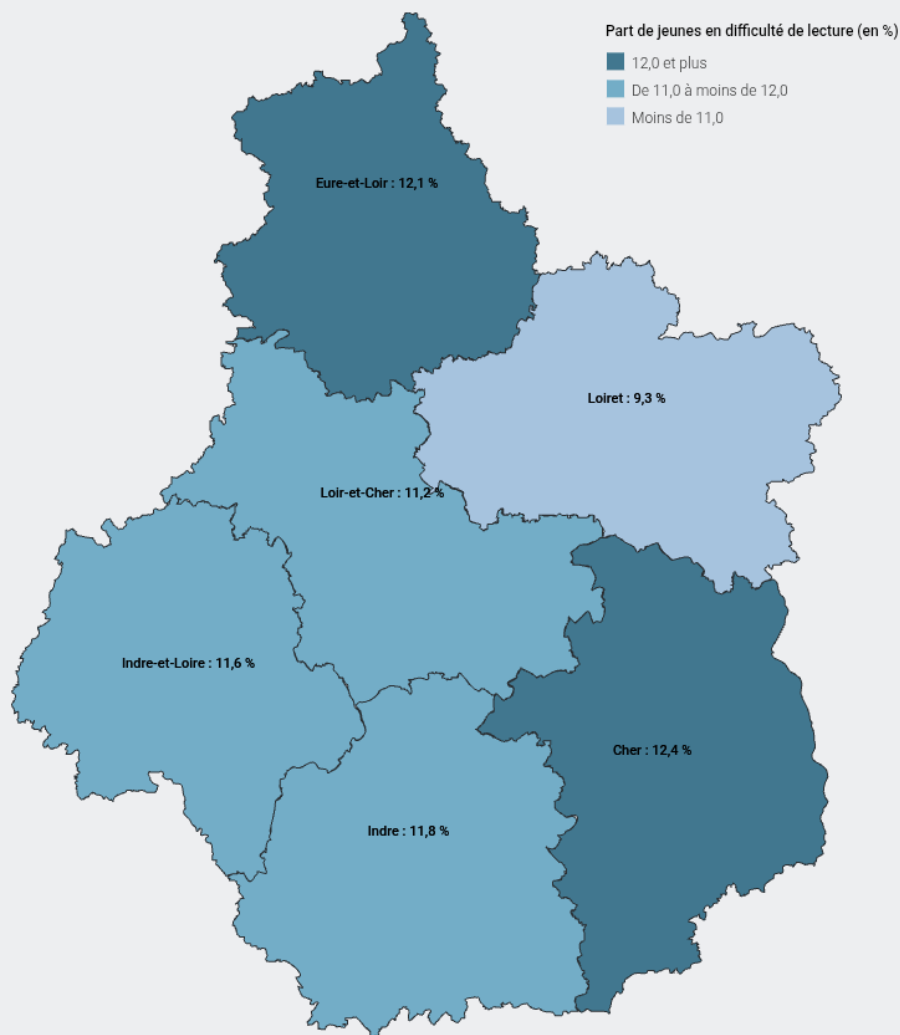 Part de jeunes en difficulté de lecture (en %)
12,0 et plus
De 11,0 à moins de 12,0
Moins de 11,0
Eure-et-Loir : 12,1 %
Loiret : 9,3 %
Loir-et-Cher : 11,2 %
Indre-et-Loire : 11,6 %
Cher : 12,4 %
Indre : 11,8 %